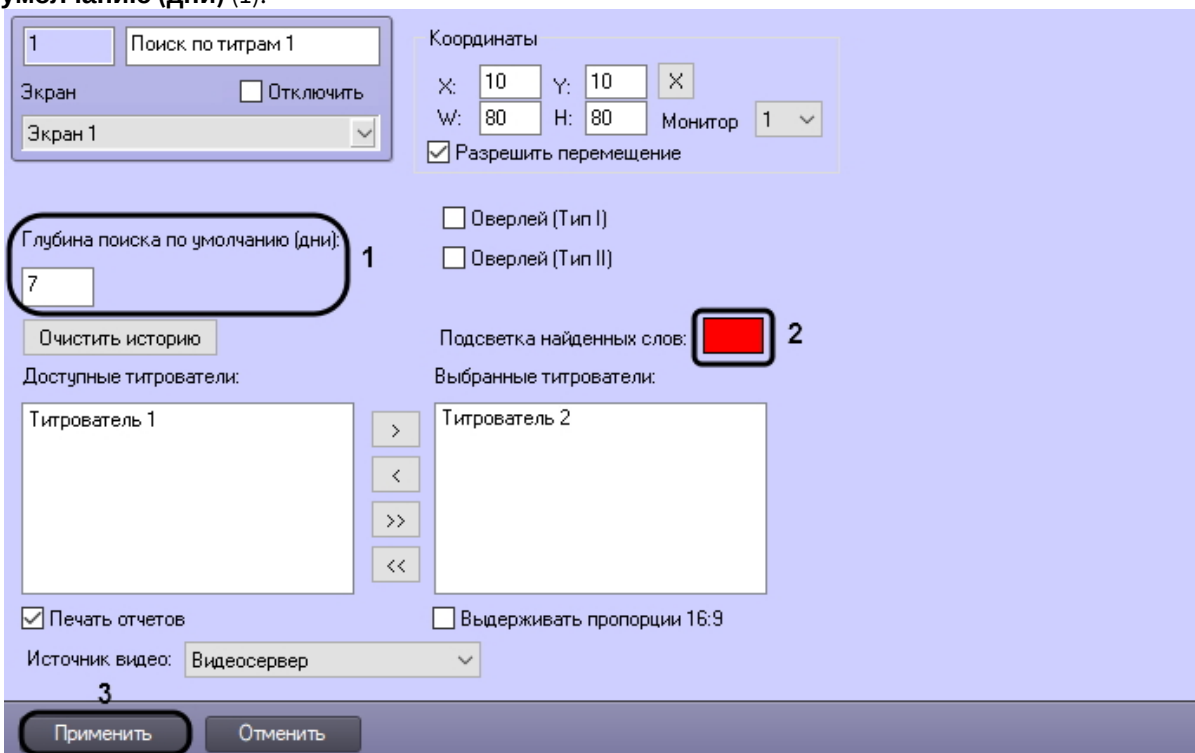 умолчанию (дни) (1).
1 Поиск по титрам 1
Экран Отключить
Экран 1
Координаты
X: 10 Y: 10 X
W: 80 H: 80 Монитор 1
Разрешить перемещение
Глубина поиска по умолчанию (дни):
7
1
Оверлей (Тип I)
Оверлей (Тип II)
Очистить историю
Подсветка найденных слов: 2
Доступные титрователи:
Выбранные титрователи:
Титрователь 1
Титрователь 2
>
<
>>
<<
Печать отчетов
Выдерживать пропорции 16:9
Источник видео: Видеосервер
3
Применить Отменить